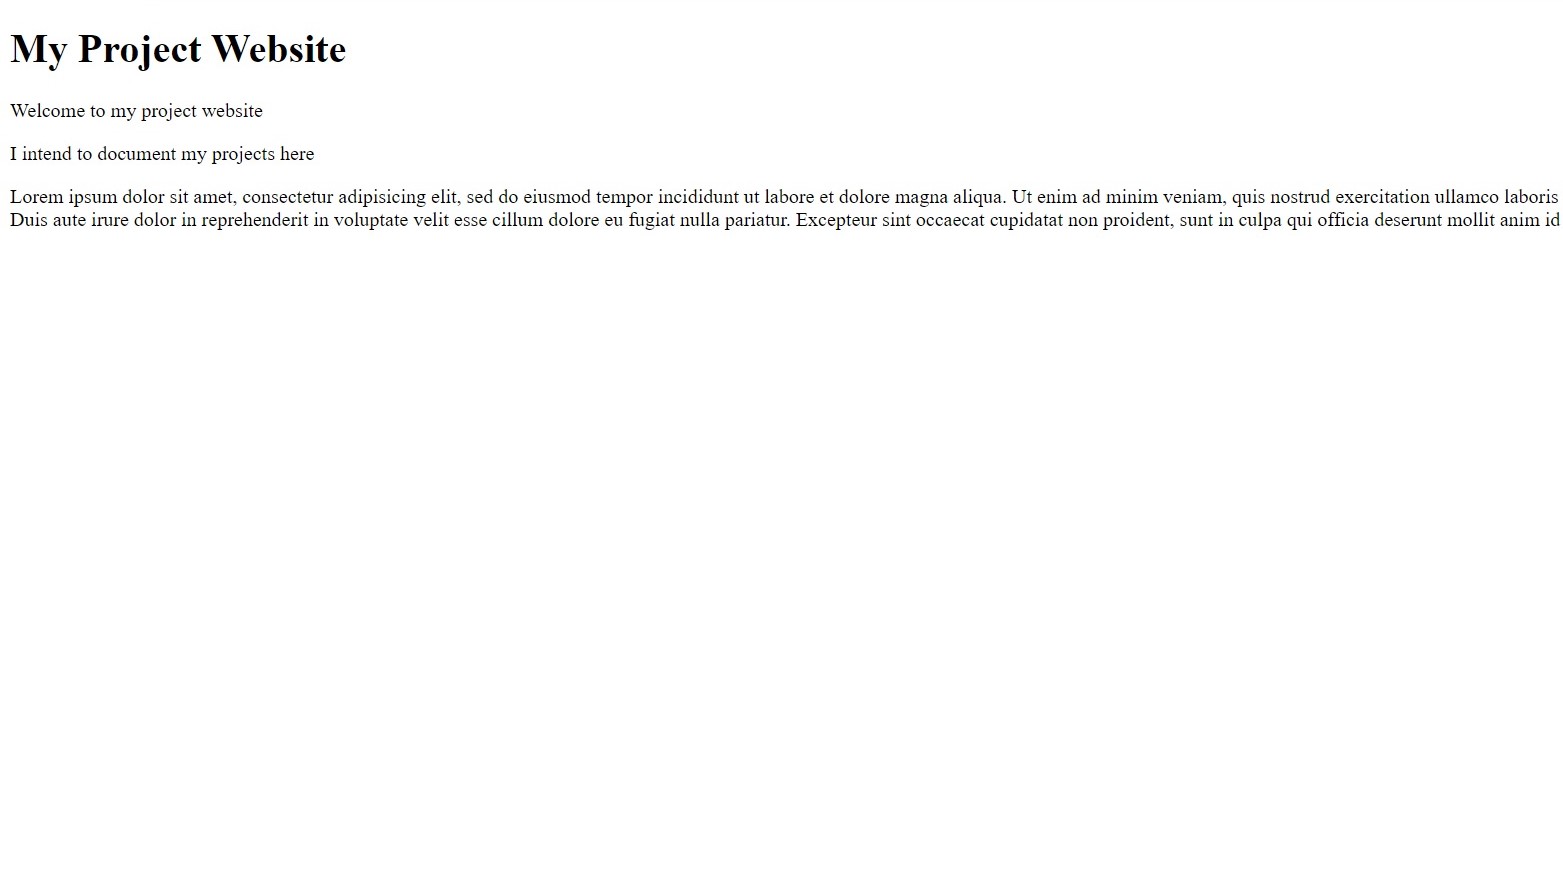 My Project Website
Welcome to my project website
I intend to document my projects here
Lorem ipsum dolor sit amet, consectetur adipisicing elit, sed do eiusmod tempor incididunt ut labore et dolore magna aliqua. Ut enim ad minim veniam, quis nostrud exercitation ullamco laboris
Duis aute irure dolor in reprehenderit in voluptate velit esse cillum dolore eu fugiat nulla pariatur. Excepteur sint occaecat cupidatat non proident, sunt in culpa qui officia deserunt mollit anim id